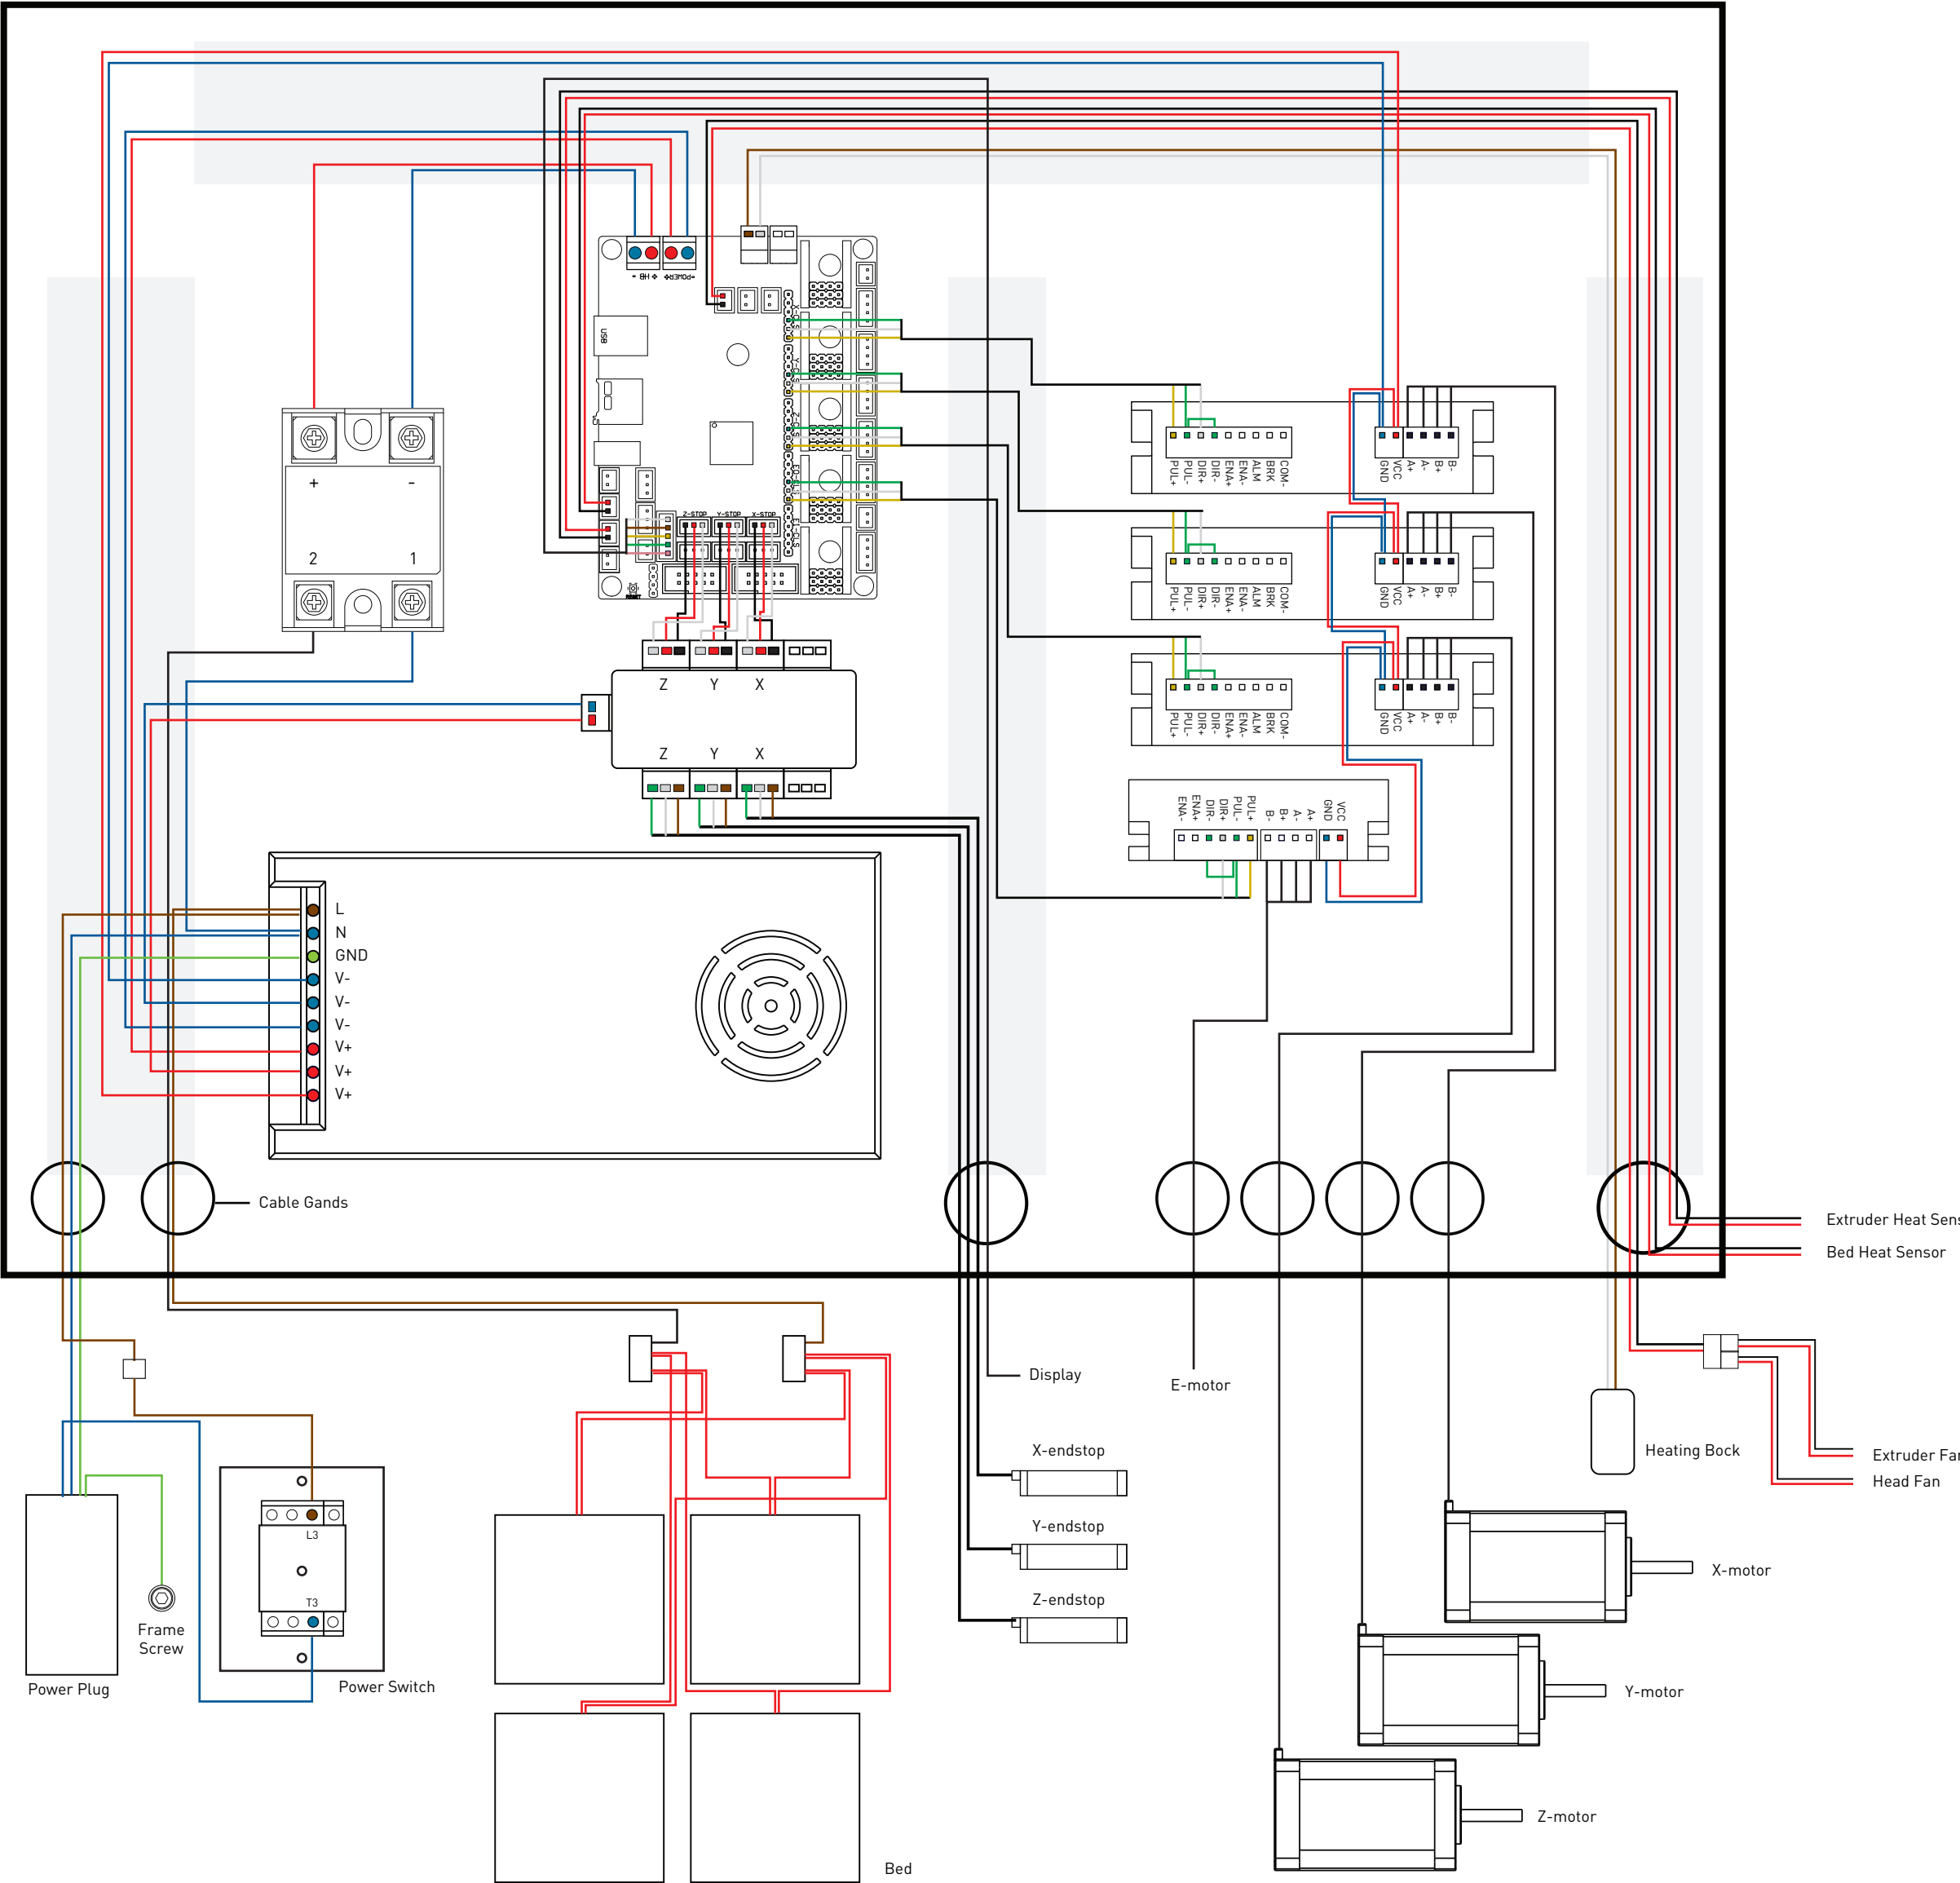 - HB +
+POWER-
USB
Z-STOP
Y-STOP
X-STOP
RESET
+
-
2
1
Z
Y
X
Z
Y
X
PUL+
PUL-
DIR+
DIR-
ENA+
ENA-
ALM
BRK
COM-
GND
VCC
A+
A-
B+
B-
PUL+
PUL-
DIR+
DIR-
ENA+
ENA-
ALM
BRK
COM-
GND
VCC
A+
A-
B+
B-
PUL+
PUL-
DIR+
DIR-
ENA+
ENA-
ALM
BRK
COM-
GND
VCC
A+
A-
B+
B-
ENA-
ENA+
DIR-
DIR+
PUL-
PUL+
B-
B+
A-
A+
GND
VCC
L
N
GND
V-
V-
V-
V+
V+
V+
Cable Gands
Extruder Heat Sens
Bed Heat Sensor
Display
E-motor
X-endstop
Y-endstop
Z-endstop
Heating Bock
Extruder Fan
Head Fan
L3
T3
Frame
Screw
Power Plug
Power Switch
X-motor
Y-motor
Z-motor
Bed